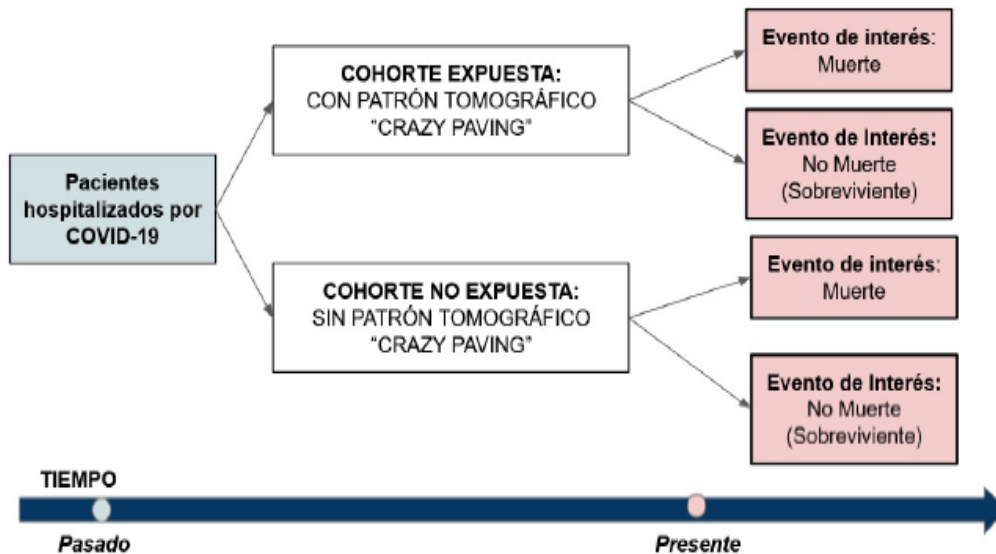 Pacientes
hospitalizados por
COVID-19
COHORTE EXPUESTA:
CON PATRÓN TOMOGRÁFICO
“CRAZY PAVING”
COHORTE NO EXPUESTA:
SIN PATRÓN TOMOGRÁFICO
“CRAZY PAVING”
Evento de interés:
Muerte
Evento de Interés:
No Muerte
(Sobreviviente)
Evento de interés:
Muerte
Evento de Interés:
No Muerte
(Sobreviviente)
TIEMPO
Pasado
Presente